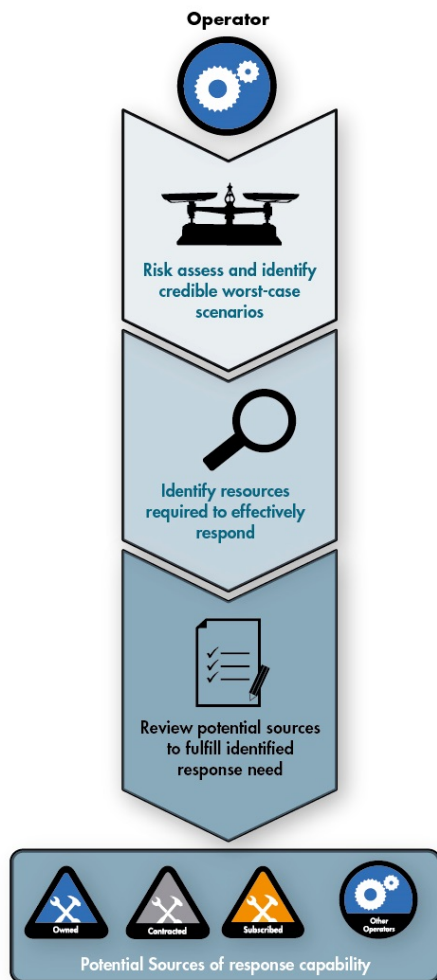 Operator
Risk assess and identify
credible worst-case
scenarios
Identify resources
required to effectively
respond
Review potential sources
to fulfill identified
response need
Owned
Contracted
Subscribed
Other
Operators
Potential Sources of response capability